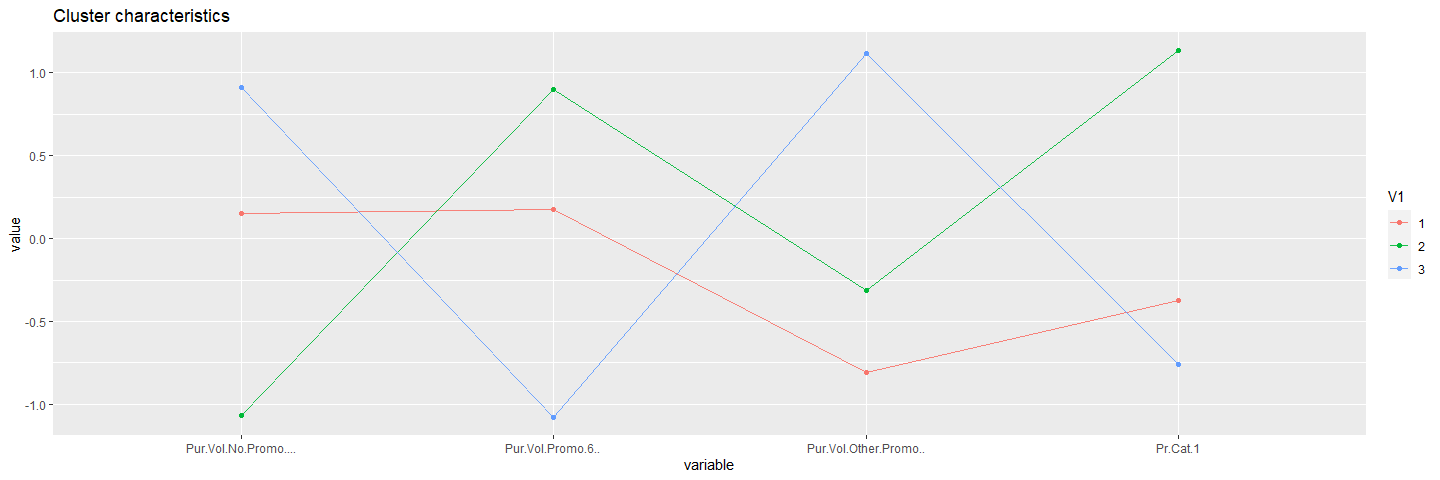 Cluster characteristics
value
1.0
0.5
0.0
-0.5
-1.0
Pur.Vol.No.Promo.... Pur.Vol.Promo.6.. Pur.Vol.Other.Promo.. Pr.Cat.1
variable
V1
1
2
3